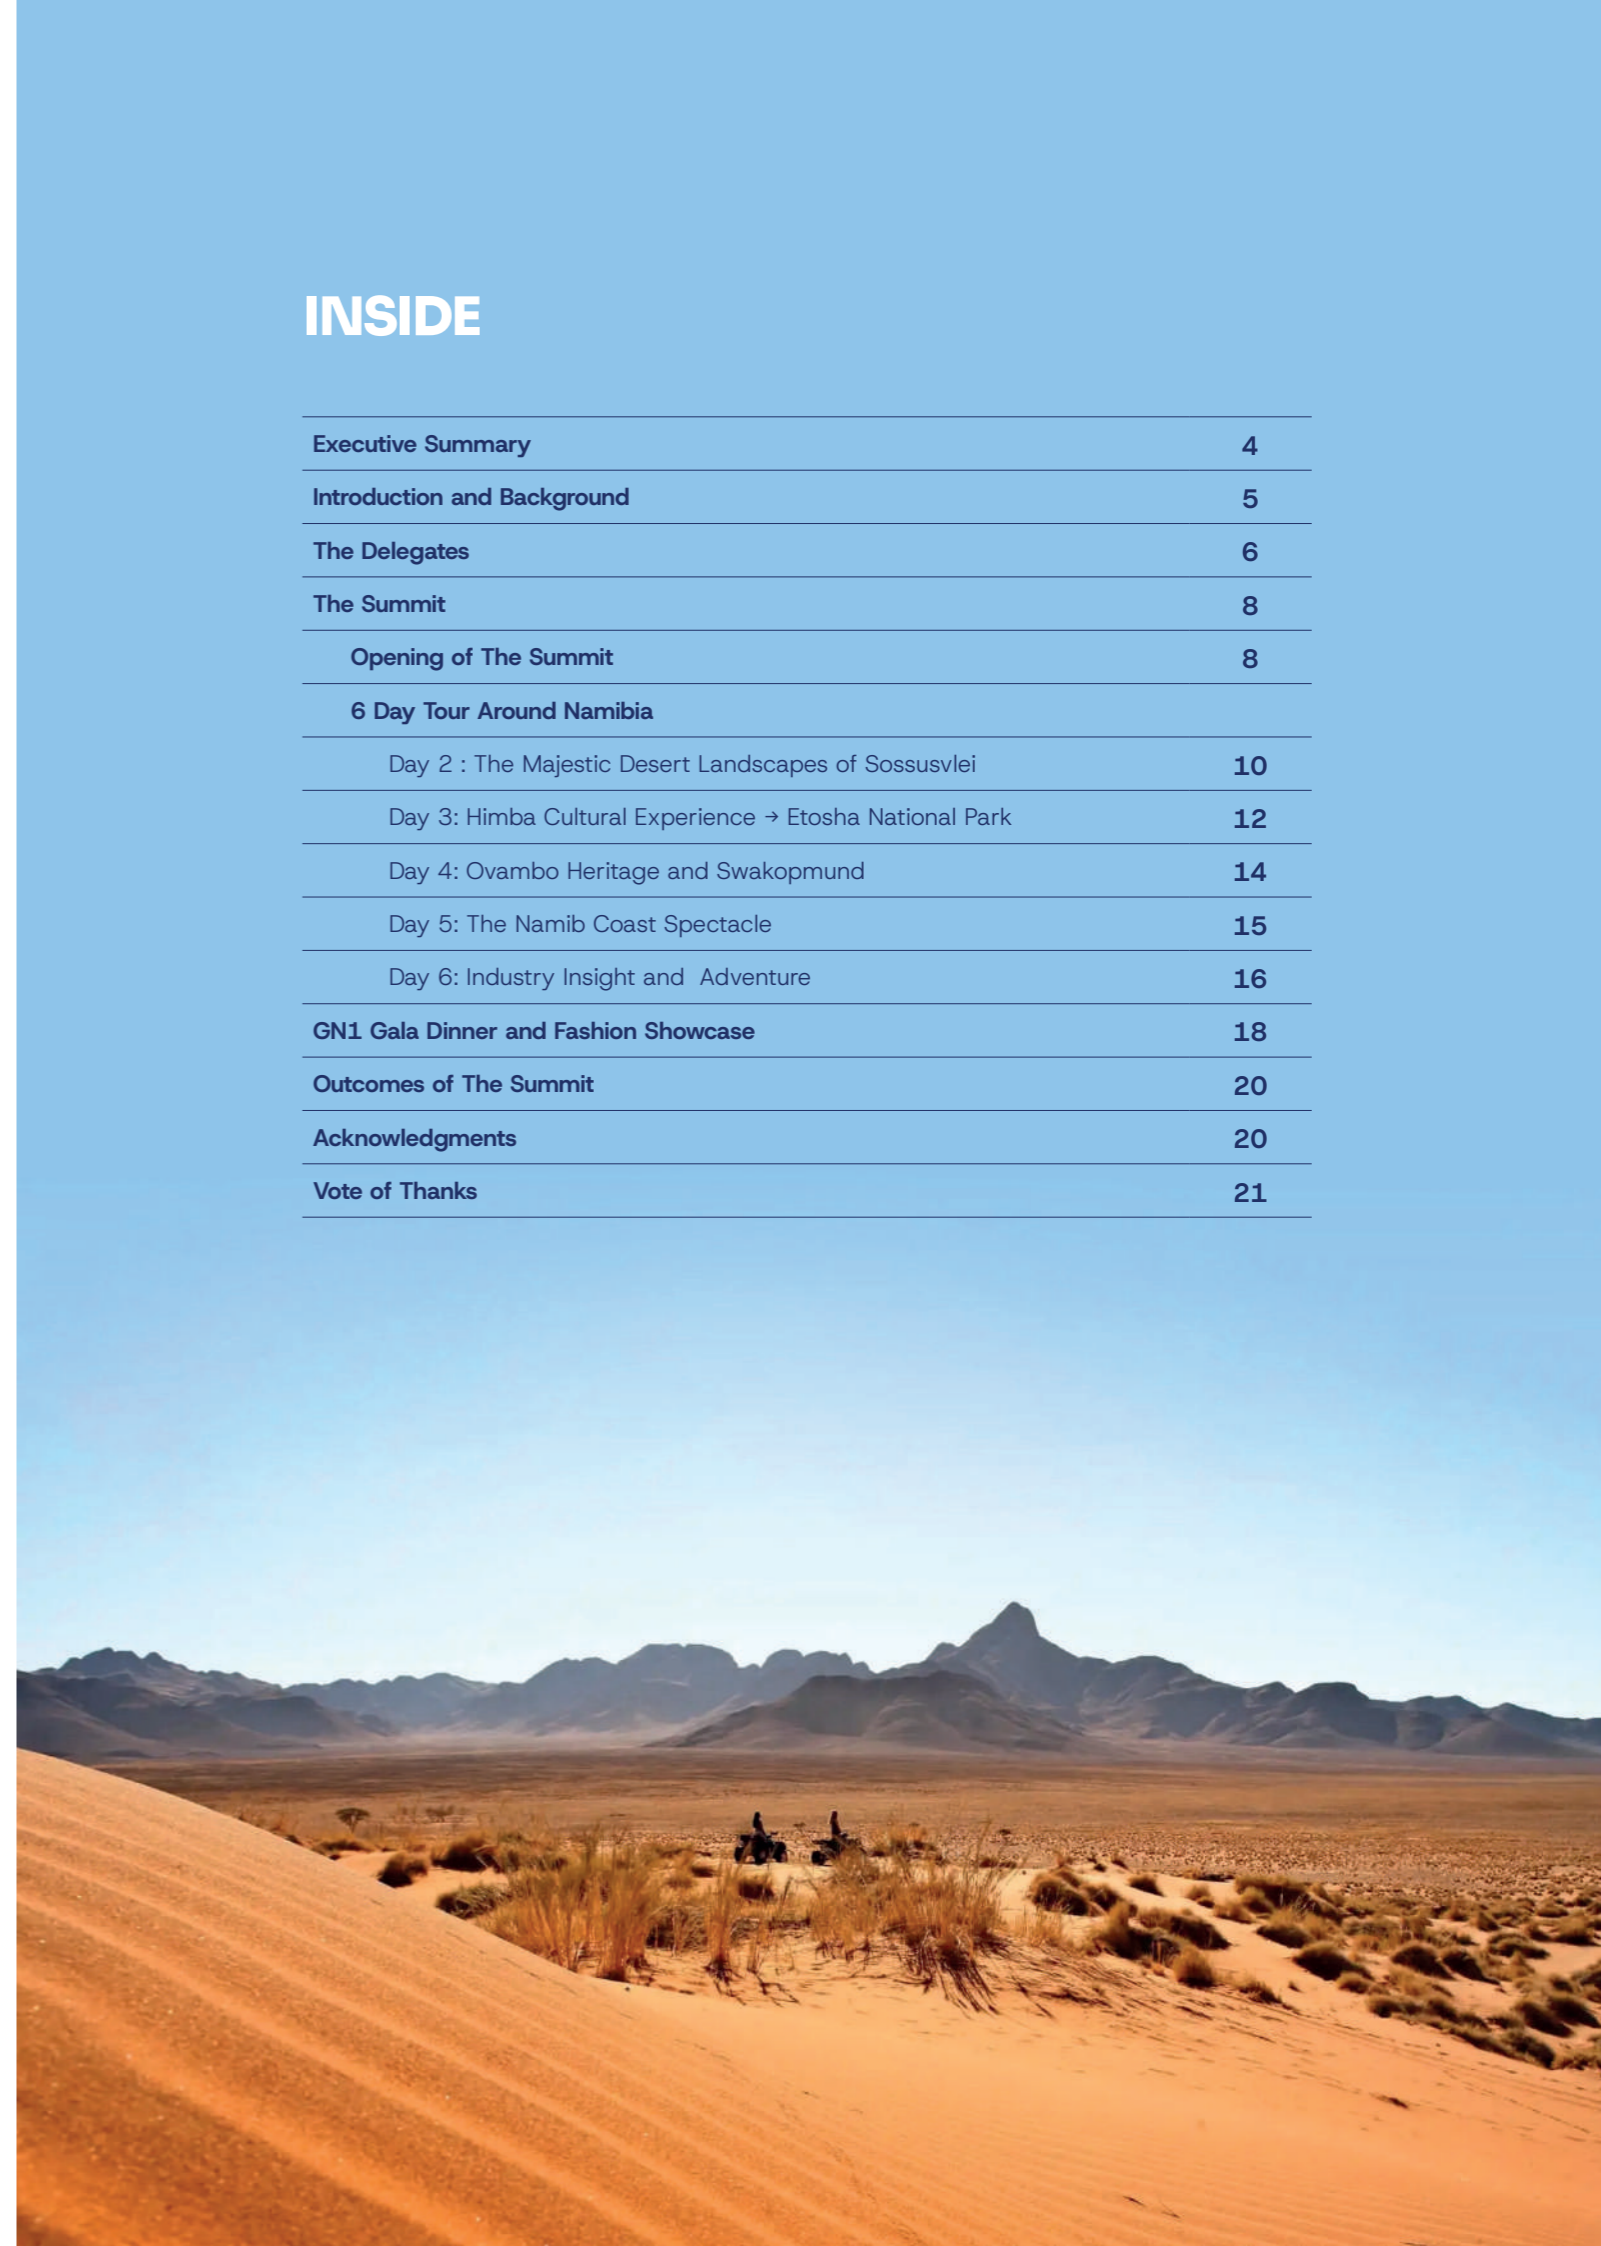 INSIDE
Executive Summary 4
Introduction and Background 5
The Delegates 6
The Summit 8
Opening of The Summit 8
6 Day Tour Around Namibia
Day 2 : The Majestic Desert Landscapes of Sossusvlei 10
Day 3: Himba Cultural Experience → Etosha National Park 12
Day 4: Ovambo Heritage and Swakopmund 14
Day 5: The Namib Coast Spectacle 15
Day 6: Industry Insight and  Adventure 16
GN1 Gala Dinner and Fashion Showcase 18
Outcomes of The Summit 20
Acknowledgments 20
Vote of Thanks 21